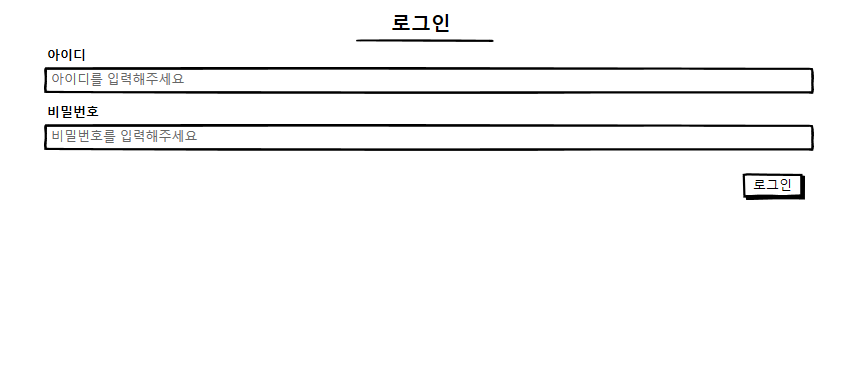 로그인
아이디
아이디를 입력해주세요
비밀번호
비밀번호를 입력해주세요
로그인